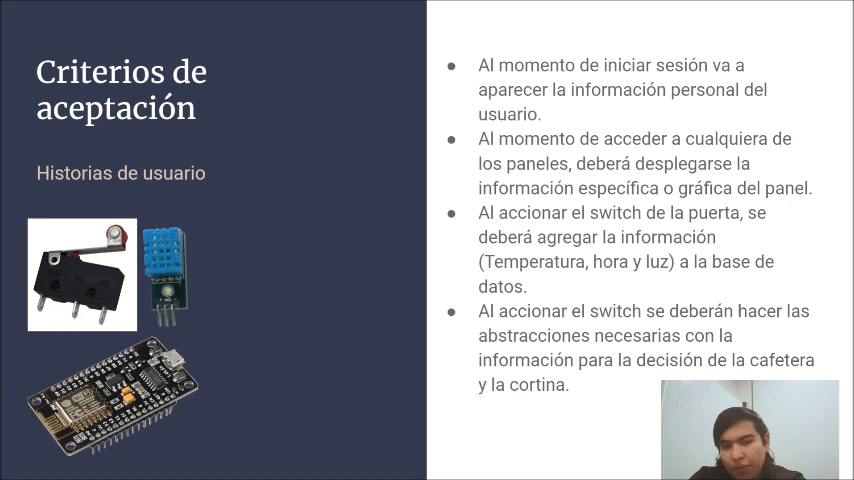 Criterios de
aceptación
Historias de usuario
● Al momento de iniciar sesión va a
aparecer la información personal del
usuario.
● Al momento de acceder a cualquiera de
los paneles, deberá desplegarse la
información específica o gráfica del panel.
● Al accionar el switch de la puerta, se
deberá agregar la información
(Temperatura, hora y luz) a la base de
datos.
● Al accionar el switch se deberán hacer las
abstracciones necesarias con la
información para la decisión de la cafetera
y la cortina.